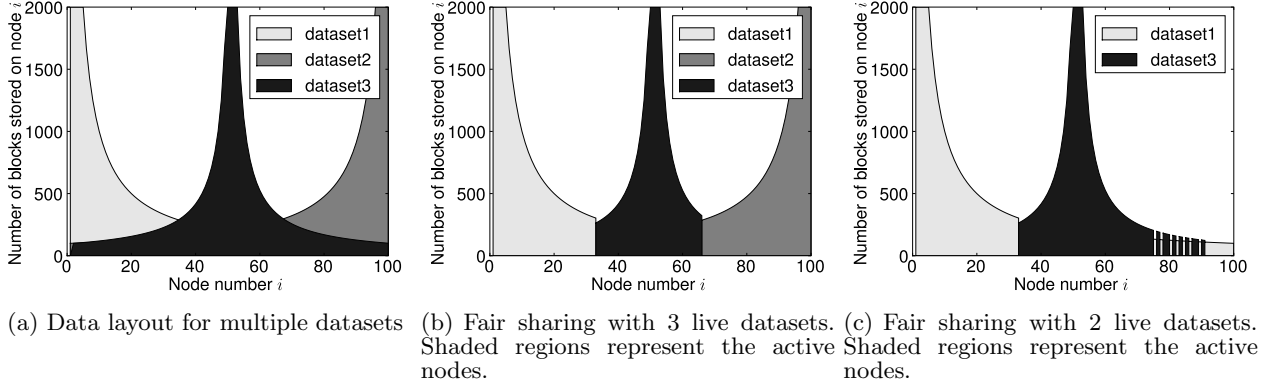 Number of blocks stored on node i
2000
1500
1000
500
0
dataset1
dataset2
dataset3
0 20 40 60 80 100
Node number i
(a) Data layout for multiple datasets
Number of blocks stored on node i
2000
1500
1000
500
0
dataset1
dataset2
dataset3
0 20 40 60 80 100
Node number i
(b) Fair sharing with 3 live datasets.
Shaded regions represent the active
nodes.
Number of blocks stored on node i
2000
1500
1000
500
0
dataset1
dataset3
0 20 40 60 80 100
Node number i
(c) Fair sharing with 2 live datasets.
Shaded regions represent the active
nodes.